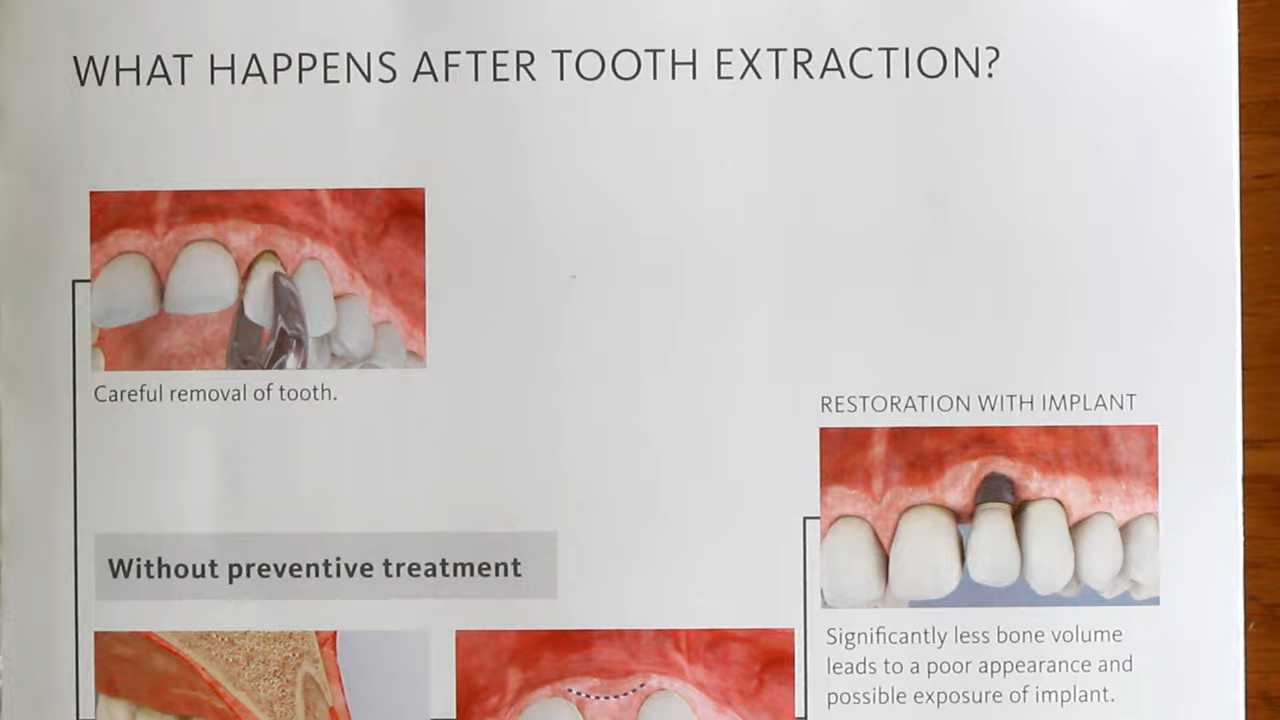 WHAT HAPPENS AFTER TOOTH EXTRACTION?
Careful removal of tooth.
RESTORATION WITH IMPLANT
Without preventive treatment
Significantly less bone volume
leads to a poor appearance and
possible exposure of implant.